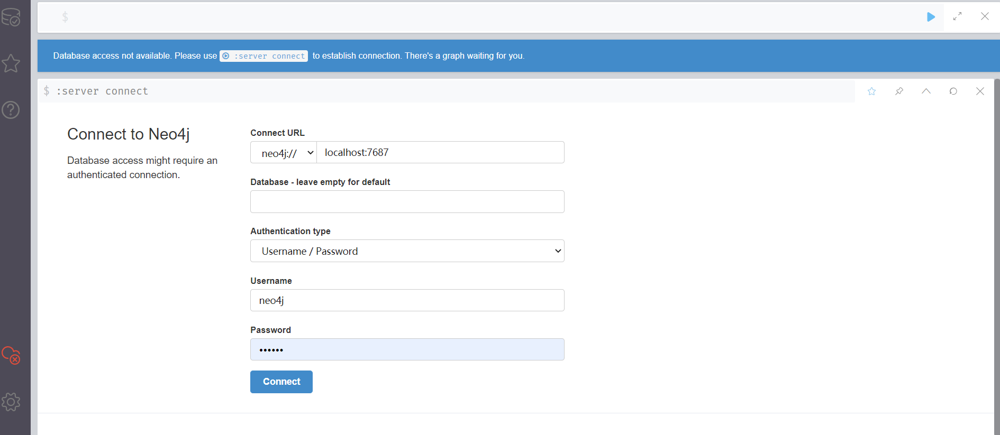 $
Database access not available. Please use :server connect to establish connection. There's a graph waiting for you.
$ :server connect
Connect to Neo4j
Database access might require an
authenticated connection.
Connect URL
neo4j:// localhost:7687
Database - leave empty for default
Authentication type
Username / Password
Username
neo4j
Password
••••••
Connect